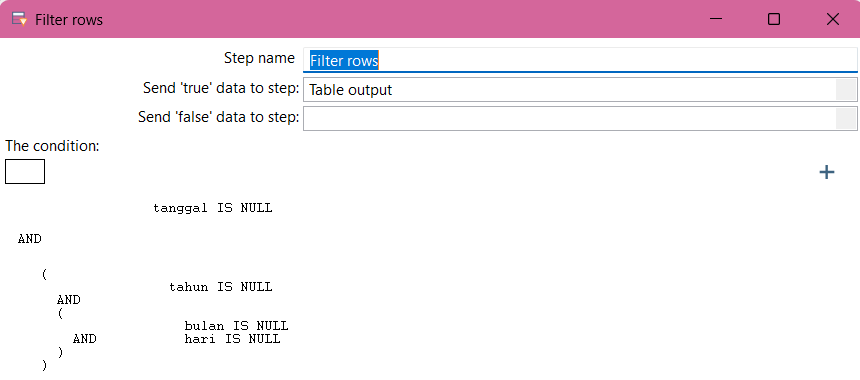 Filter rows
Step name Filter rows
Send 'true' data to step: Table output
Send 'false' data to step:
The condition:
tanggal IS NULL
AND
(
tahun IS NULL
AND
(
bulan IS NULL
AND hari IS NULL
)
)